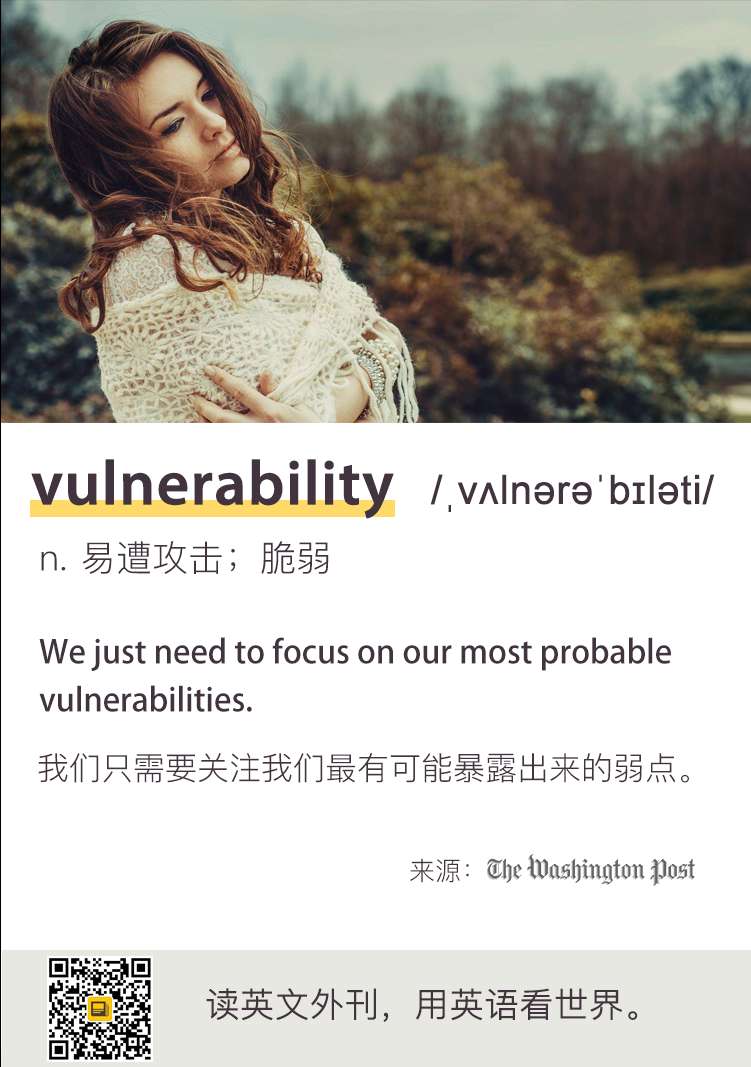 vulnerability /ˌvʌlnərəˈbɪləti/
n. 易遭攻击；脆弱
We just need to focus on our most probable
vulnerabilities.
我们只需要关注我们最有可能暴露出来的弱点。
来源：The Washington Post
读英文外刊，用英语看世界。